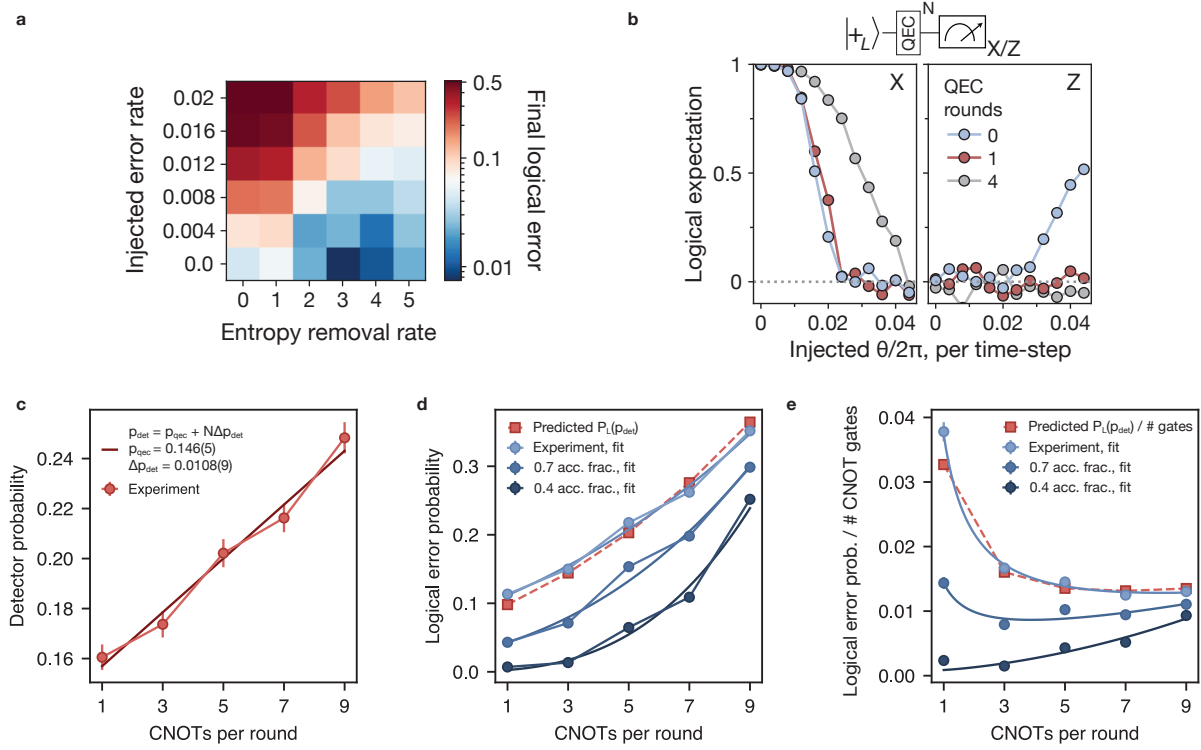 a
Injected error rate
0.02
0.016
0.012
0.008
0.004
0.0
0 1 2 3 4 5
Entropy removal rate
0.5
0.1
0.01
Final logical error
b
|+L⟩ QEC N X/Z
Logical expectation
1
0.5
0
X
Z
QEC
rounds
0
1
4
0 0.02 0.04 0 0.02 0.04
Injected θ/2π, per time-step
c
Detector probability
0.24
0.22
0.20
0.18
0.16
pdet = pqec + NΔpdet
pqec = 0.146(5)
Δpdet = 0.0108(9)
Experiment
1 3 5 7 9
CNOTs per round
d
Logical error probability
0.3
0.2
0.1
0.0
Predicted PL(pdet)
Experiment, fit
0.7 acc. frac., fit
0.4 acc. frac., fit
1 3 5 7 9
CNOTs per round
e
Logical error prob. / # CNOT gates
0.04
0.03
0.02
0.01
0.00
Predicted PL(pdet) / # gates
Experiment, fit
0.7 acc. frac., fit
0.4 acc. frac., fit
1 3 5 7 9
CNOTs per round